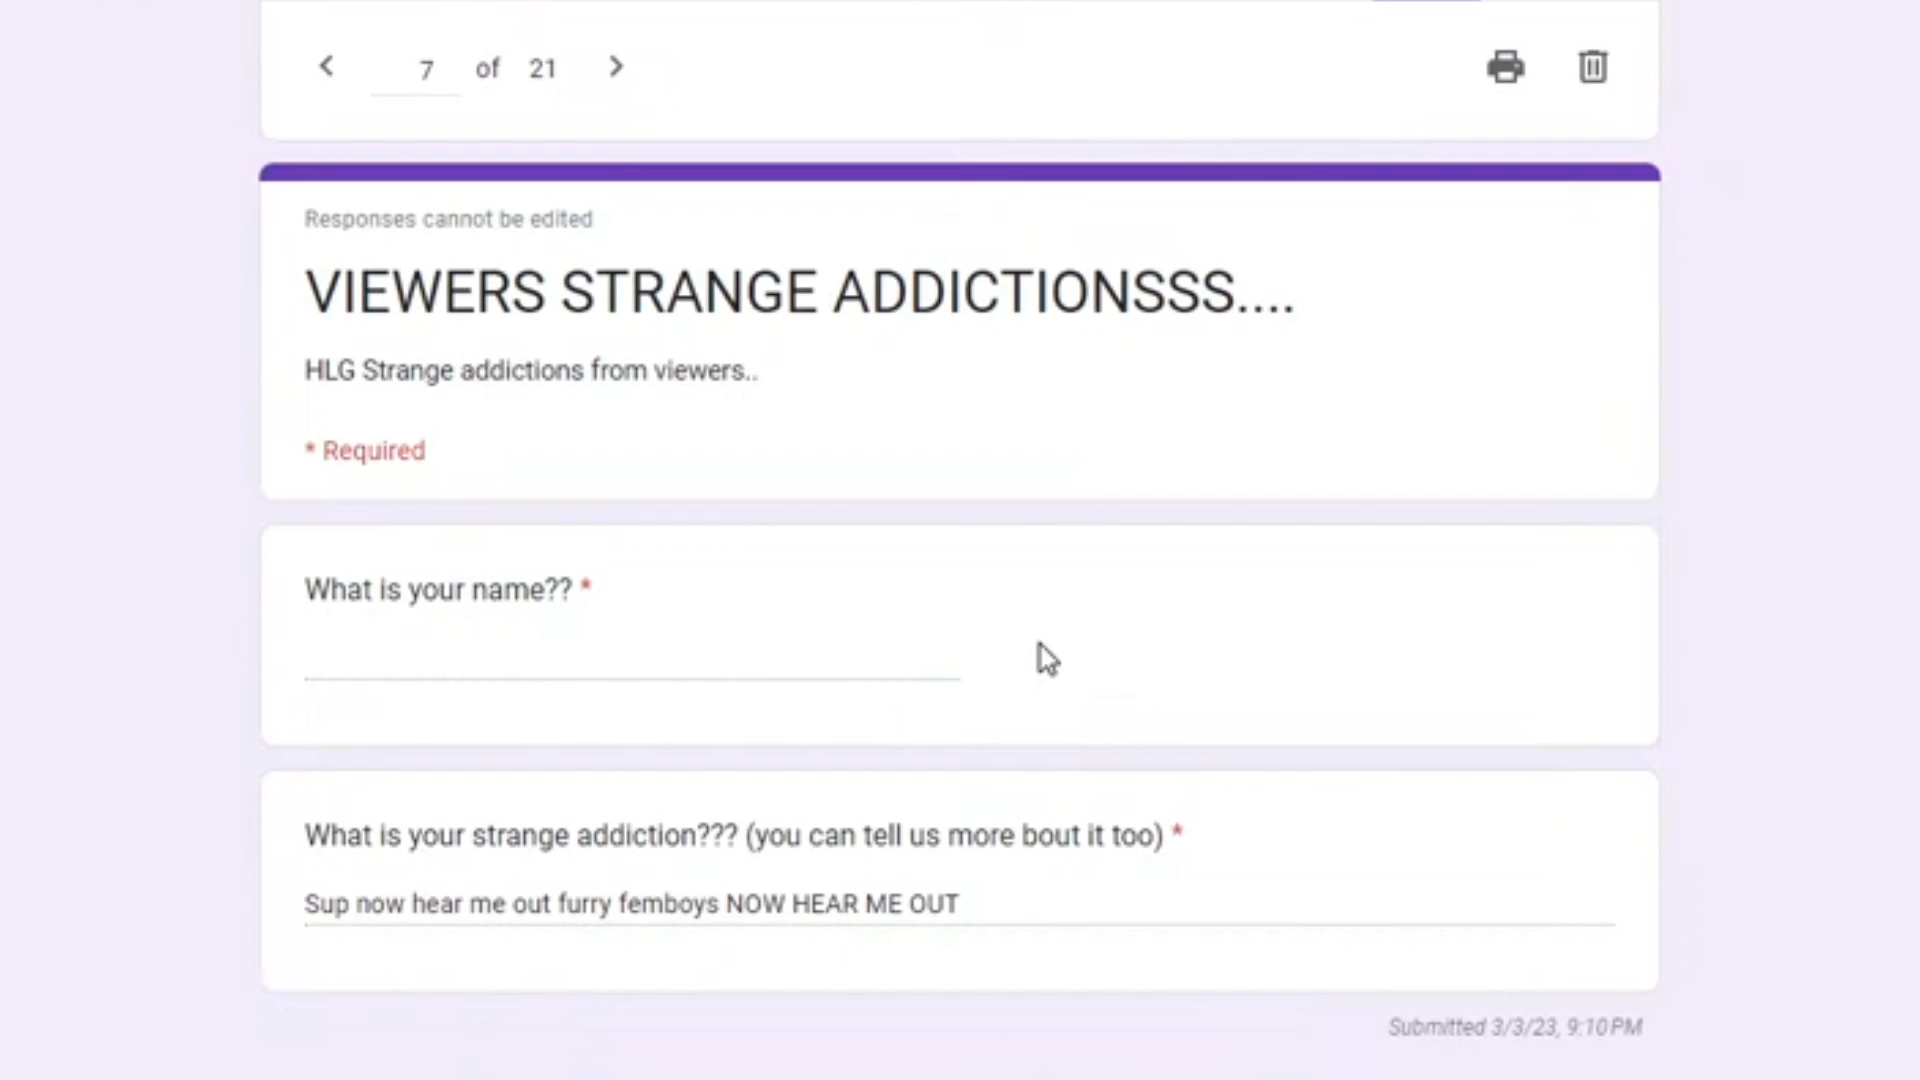 7 of 21
Responses cannot be edited
VIEWERS STRANGE ADDICTIONSSS....
HLG Strange addictions from viewers..
* Required
What is your name?? *
What is your strange addiction??? (you can tell us more bout it too) *
Sup now hear me out furry femboys NOW HEAR ME OUT
Submitted 3/3/23, 9:10 PM